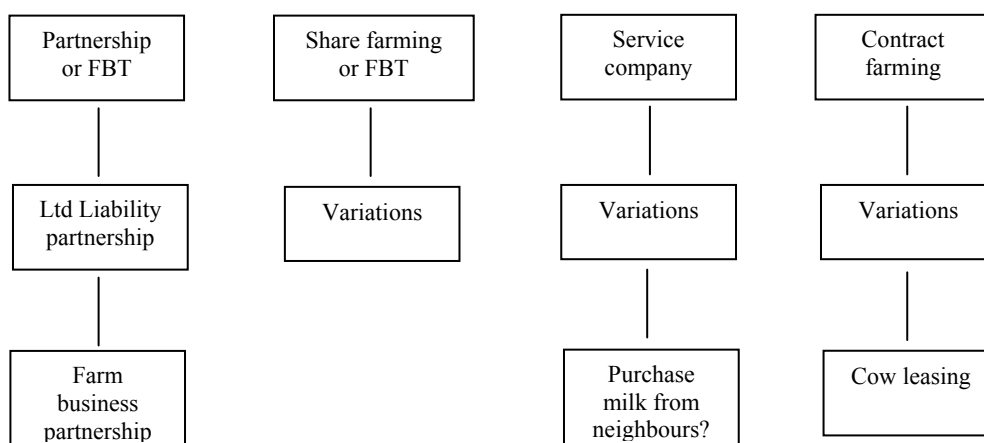 Partnership
or FBT
Share farming
or FBT
Service
company
Contract
farming
Ltd Liability
partnership
Variations
Variations
Variations
Farm
business
partnership
Purchase
milk from
neighbours?
Cow leasing